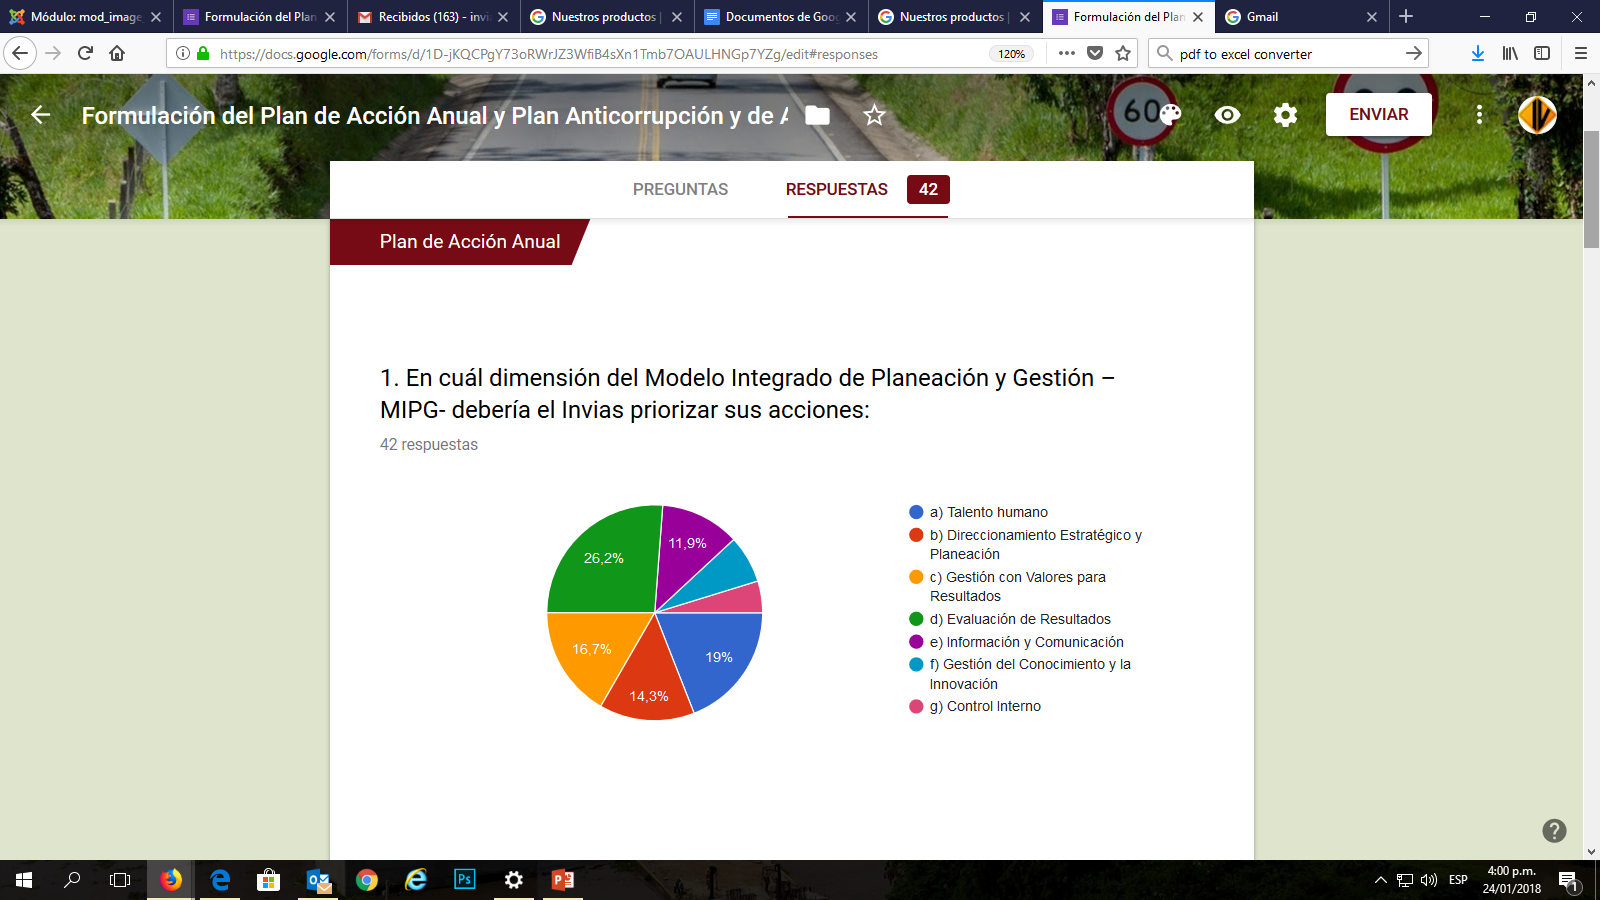 Módulo: mod_image
Formulación del Plan
Recibidos (163) - invi
Nuestros productos |
Documentos de Goog
Nuestros productos |
Formulación del Plan
Gmail
https://docs.google.com/forms/d/1D-jKQCPgY73oRWrJZ3WfiB4sXn1Tmb7OAULHNGp7YZg/edit#responses
120%
pdf to excel converter
Formulación del Plan de Acción Anual y Plan Anticorrupción y de A
60
ENVIAR
PREGUNTAS
RESPUESTAS
42
Plan de Acción Anual
1. En cuál dimensión del Modelo Integrado de Planeación y Gestión –
MIPG- debería el Invias priorizar sus acciones:
42 respuestas
26,2%
11,9%
16,7%
14,3%
19%
a) Talento humano
b) Direccionamiento Estratégico y
Planeación
c) Gestión con Valores para
Resultados
d) Evaluación de Resultados
e) Información y Comunicación
f) Gestión del Conocimiento y la
Innovación
g) Control Interno
Ps
ESP
4:00 p.m.
24/01/2018
1